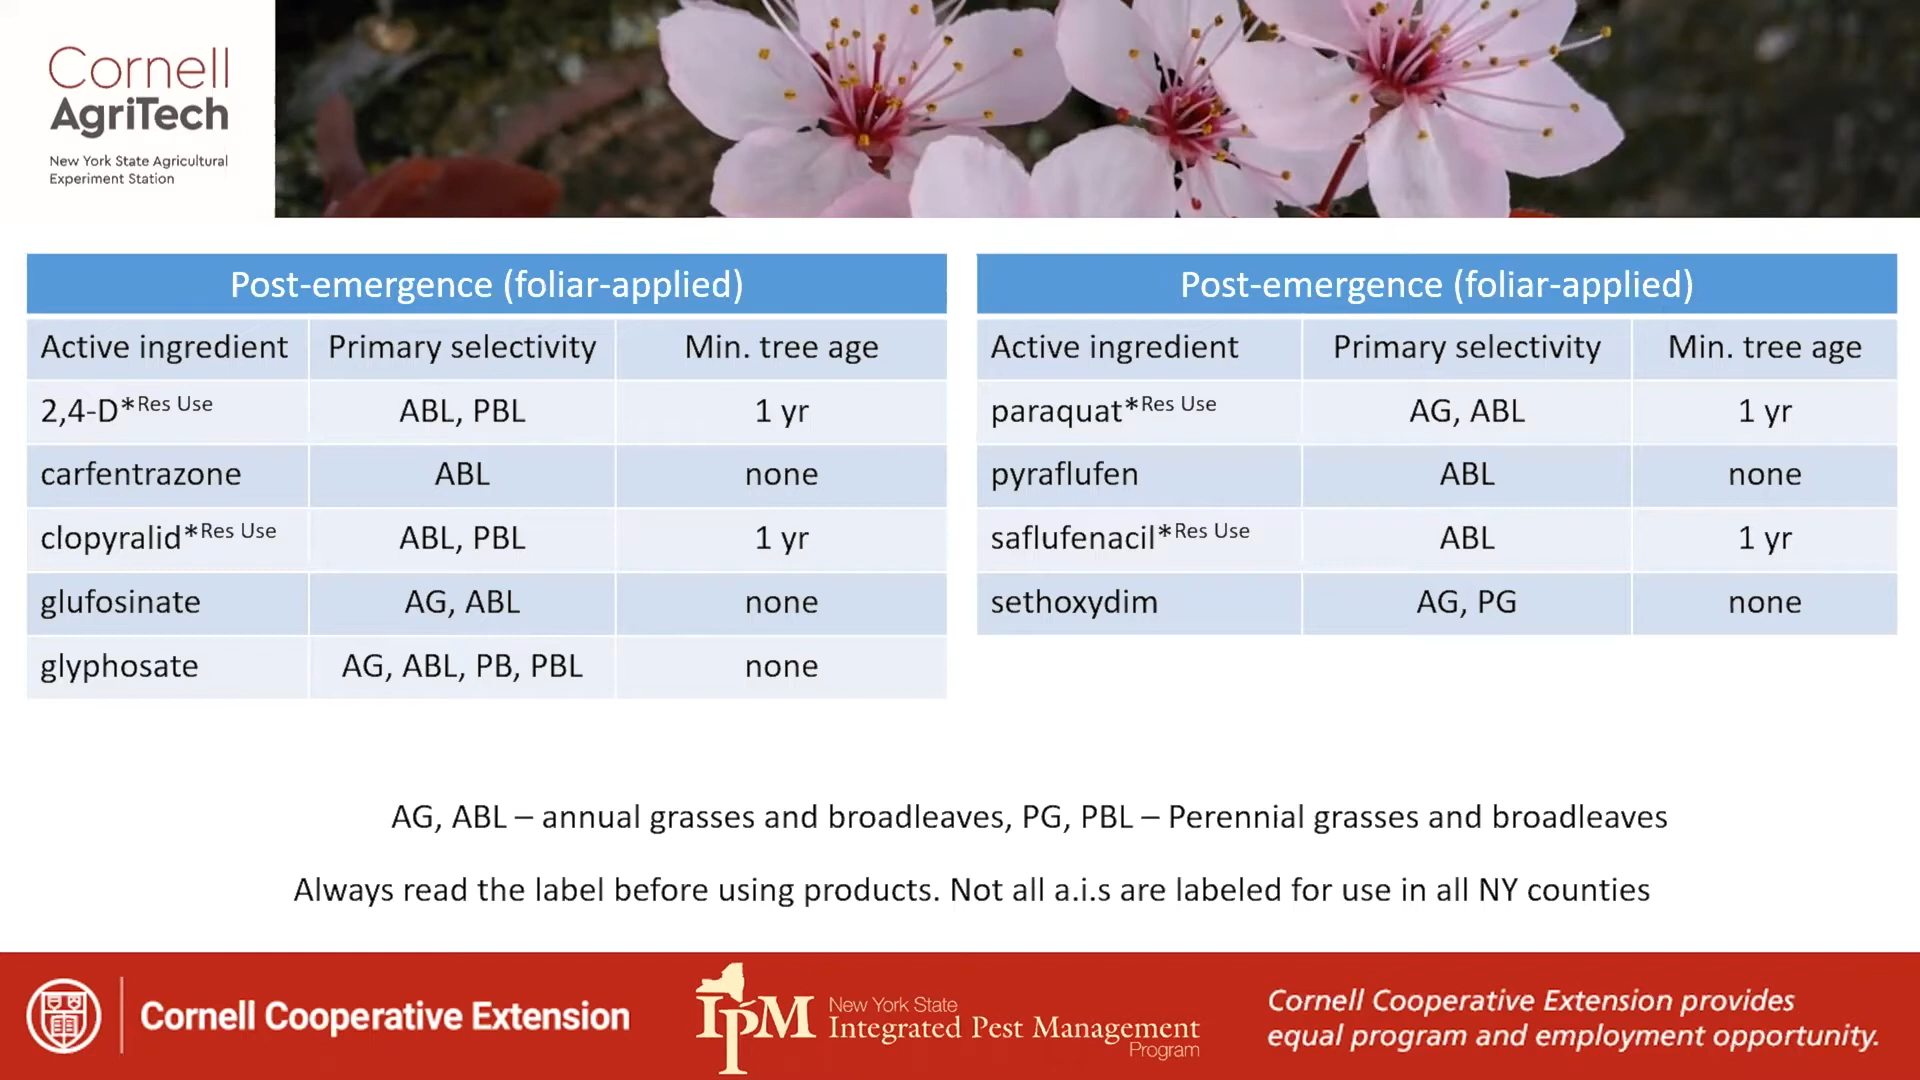 Cornell
AgriTech
New York State Agricultural
Experiment Station
Post-emergence (foliar-applied)
Active ingredient Primary selectivity Min. tree age
2,4-D*Res Use ABL, PBL 1 yr
carfentrazone ABL none
clopyralid*Res Use ABL, PBL 1 yr
glufosinate AG, ABL none
glyphosate AG, ABL, PB, PBL none
Post-emergence (foliar-applied)
Active ingredient Primary selectivity Min. tree age
paraquat*Res Use AG, ABL 1 yr
pyraflufen ABL none
saflufenacil*Res Use ABL 1 yr
sethoxydim AG, PG none
AG, ABL – annual grasses and broadleaves, PG, PBL – Perennial grasses and broadleaves
Always read the label before using products. Not all a.i.s are labeled for use in all NY counties
Cornell Cooperative Extension
IPM
New York State
Integrated Pest Management
Program
Cornell Cooperative Extension provides
equal program and employment opportunity.